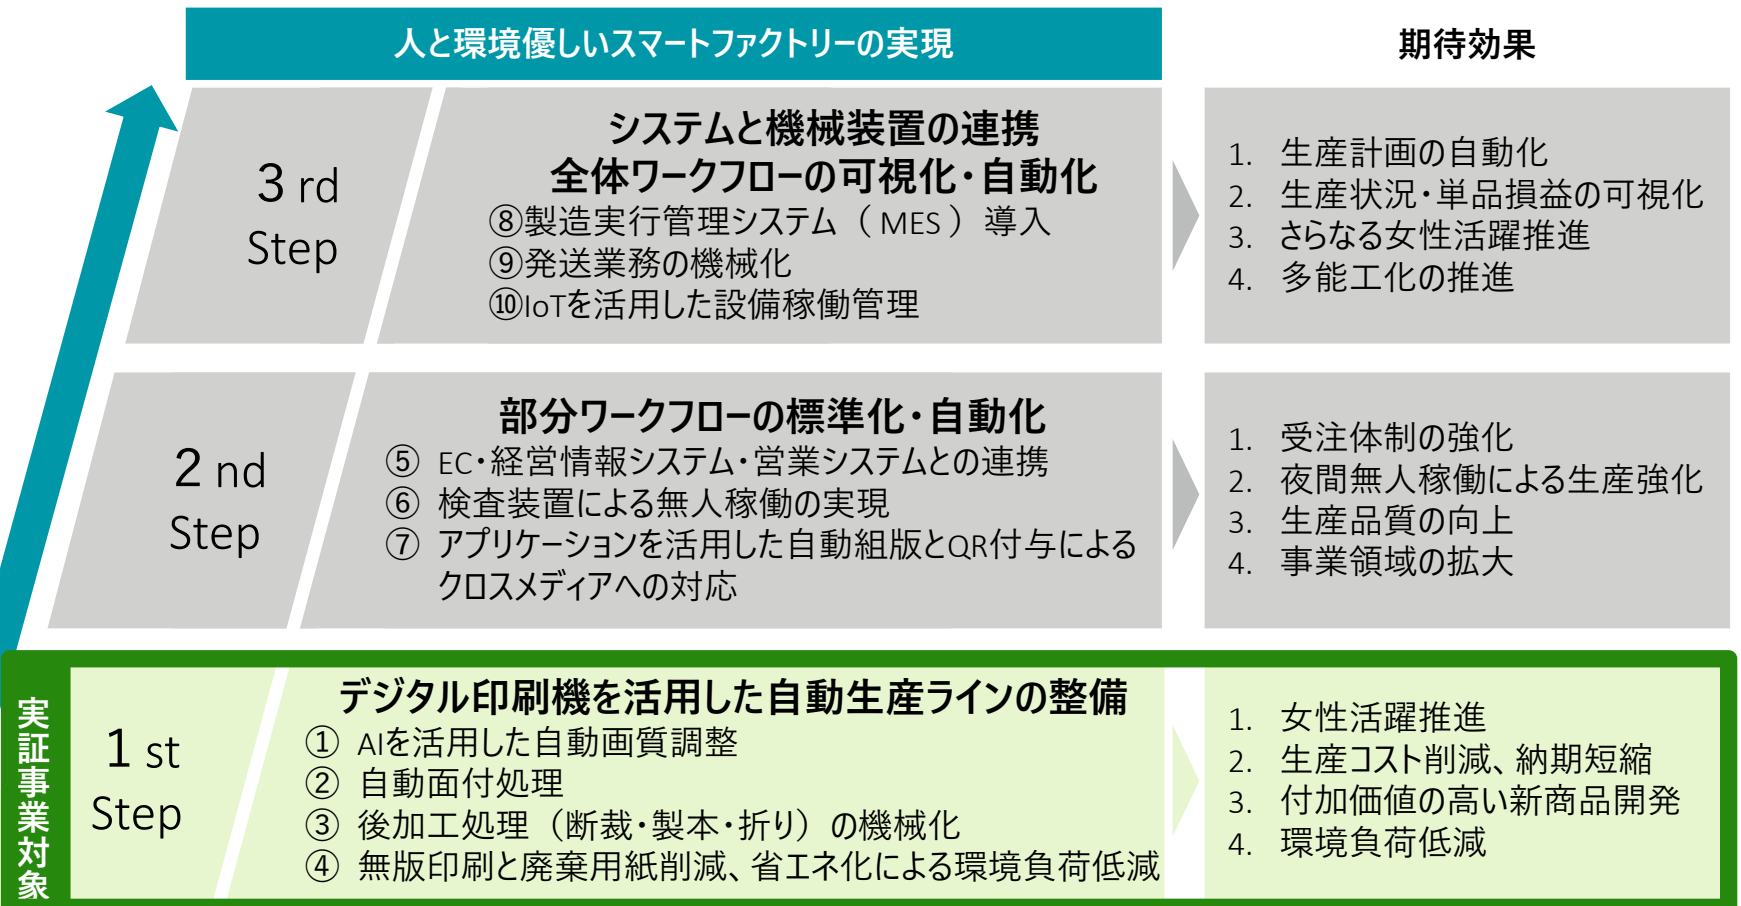 人と環境優しいスマートファクトリーの実現
期待効果
3 rd
Step
システムと機械装置の連携
全体ワークフローの可視化・自動化
⑧製造実行管理システム（MES）導入
⑨発送業務の機械化
⑩IoTを活用した設備稼働管理
1. 生産計画の自動化
2. 生産状況・単品損益の可視化
3. さらなる女性活躍推進
4. 多能工化の推進
2 nd
Step
部分ワークフローの標準化・自動化
⑤ EC・経営情報システム・営業システムとの連携
⑥ 検査装置による無人稼働の実現
⑦ アプリケーションを活用した自動組版とQR付与による
クロスメディアへの対応
1. 受注体制の強化
2. 夜間無人稼働による生産強化
3. 生産品質の向上
4. 事業領域の拡大
実証事業対象
1 st
Step
デジタル印刷機を活用した自動生産ラインの整備
① AIを活用した自動画質調整
② 自動面付処理
③ 後加工処理（断裁・製本・折り）の機械化
④ 無版印刷と廃棄用紙削減、省エネ化による環境負荷低減
1. 女性活躍推進
2. 生産コスト削減、納期短縮
3. 付加価値の高い新商品開発
4. 環境負荷低減